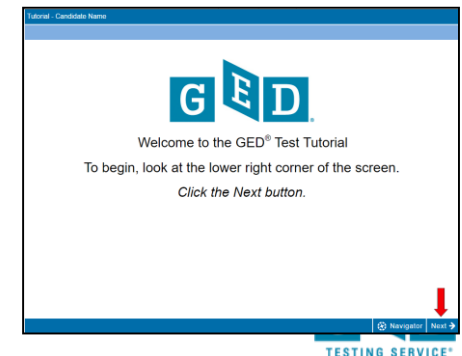 Tutorial - Candidate Name
GED®
Welcome to the GED® Test Tutorial
To begin, look at the lower right corner of the screen.
Click the Next button.
Navigator Next →
TESTING SERVICE®